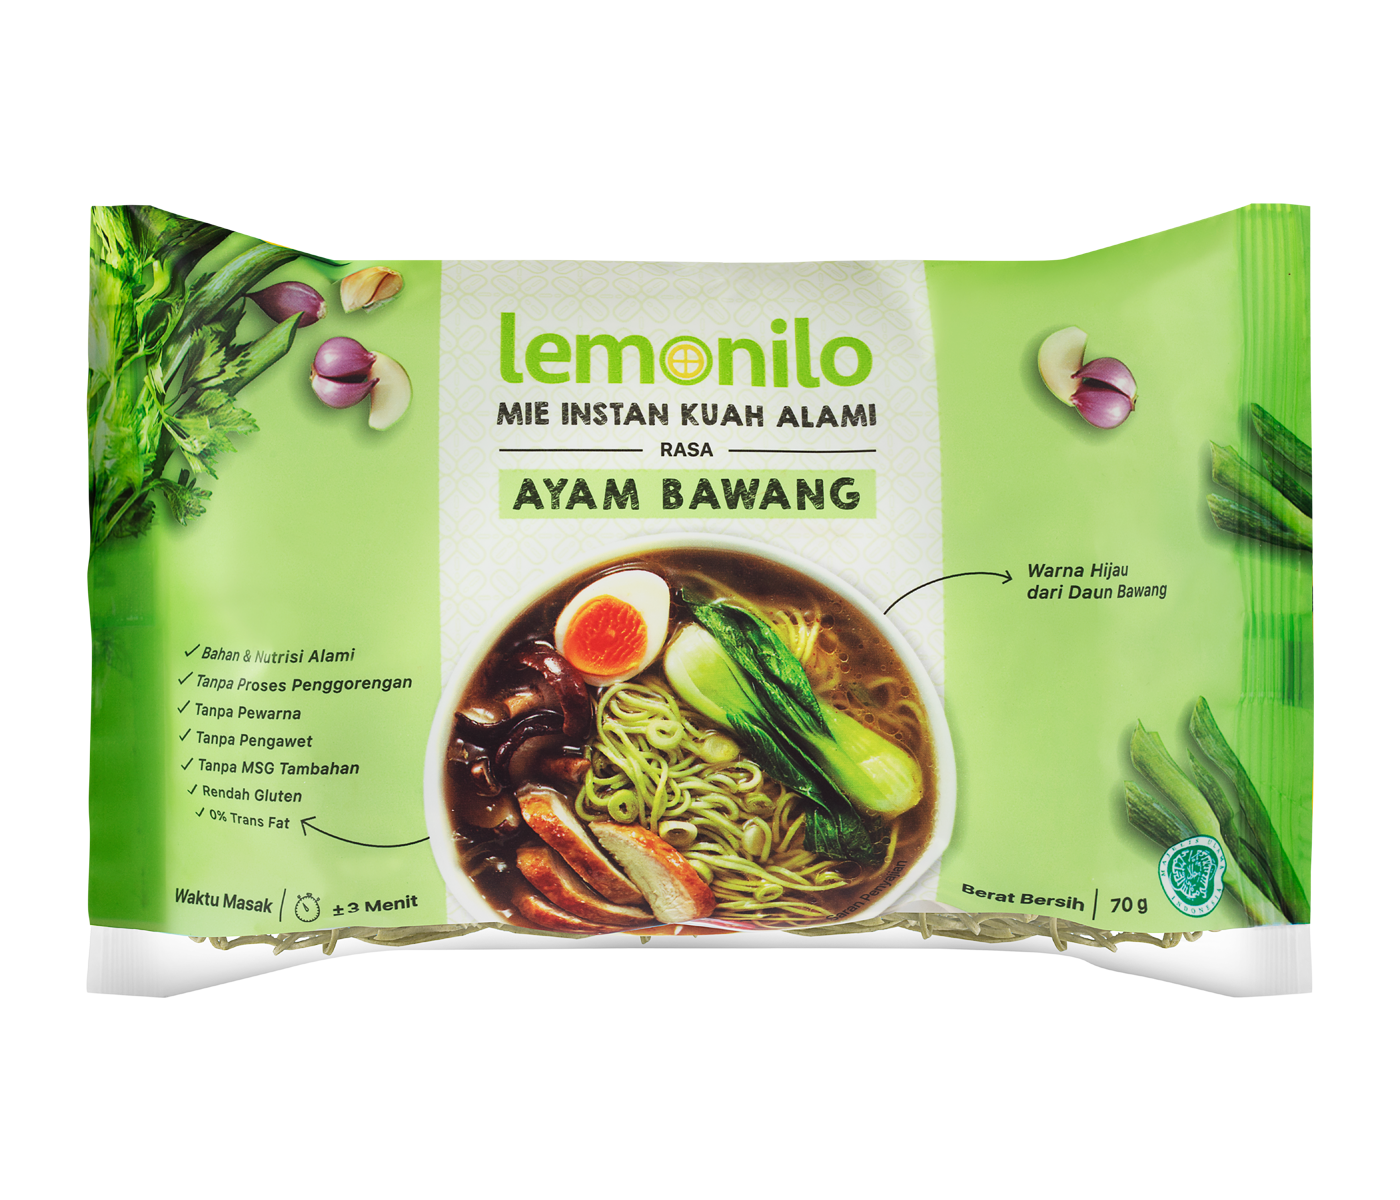 lemonilo
MIE INSTAN KUAH ALAMI
RASA
AYAM BAWANG
Warna Hijau
dari Daun Bawang
Bahan & Nutrisi Alami
Tanpa Proses Penggorengan
Tanpa Pewarna
Tanpa Pengawet
Tanpa MSG Tambahan
Rendah Gluten
0% Trans Fat
Saran Penyajian
Waktu Masak | ±3 Menit
Berat Bersih | 70 g